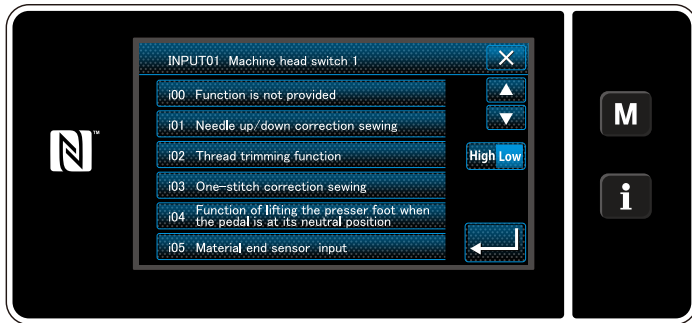 INPUT01 Machine head switch 1
i00 Function is not provided
i01 Needle up/down correction sewing
i02 Thread trimming function
High Low
i03 One-stitch correction sewing
i04 Function of lifting the presser foot when
the pedal is at its neutral position
i05 Material end sensor input
N
TM
M
i